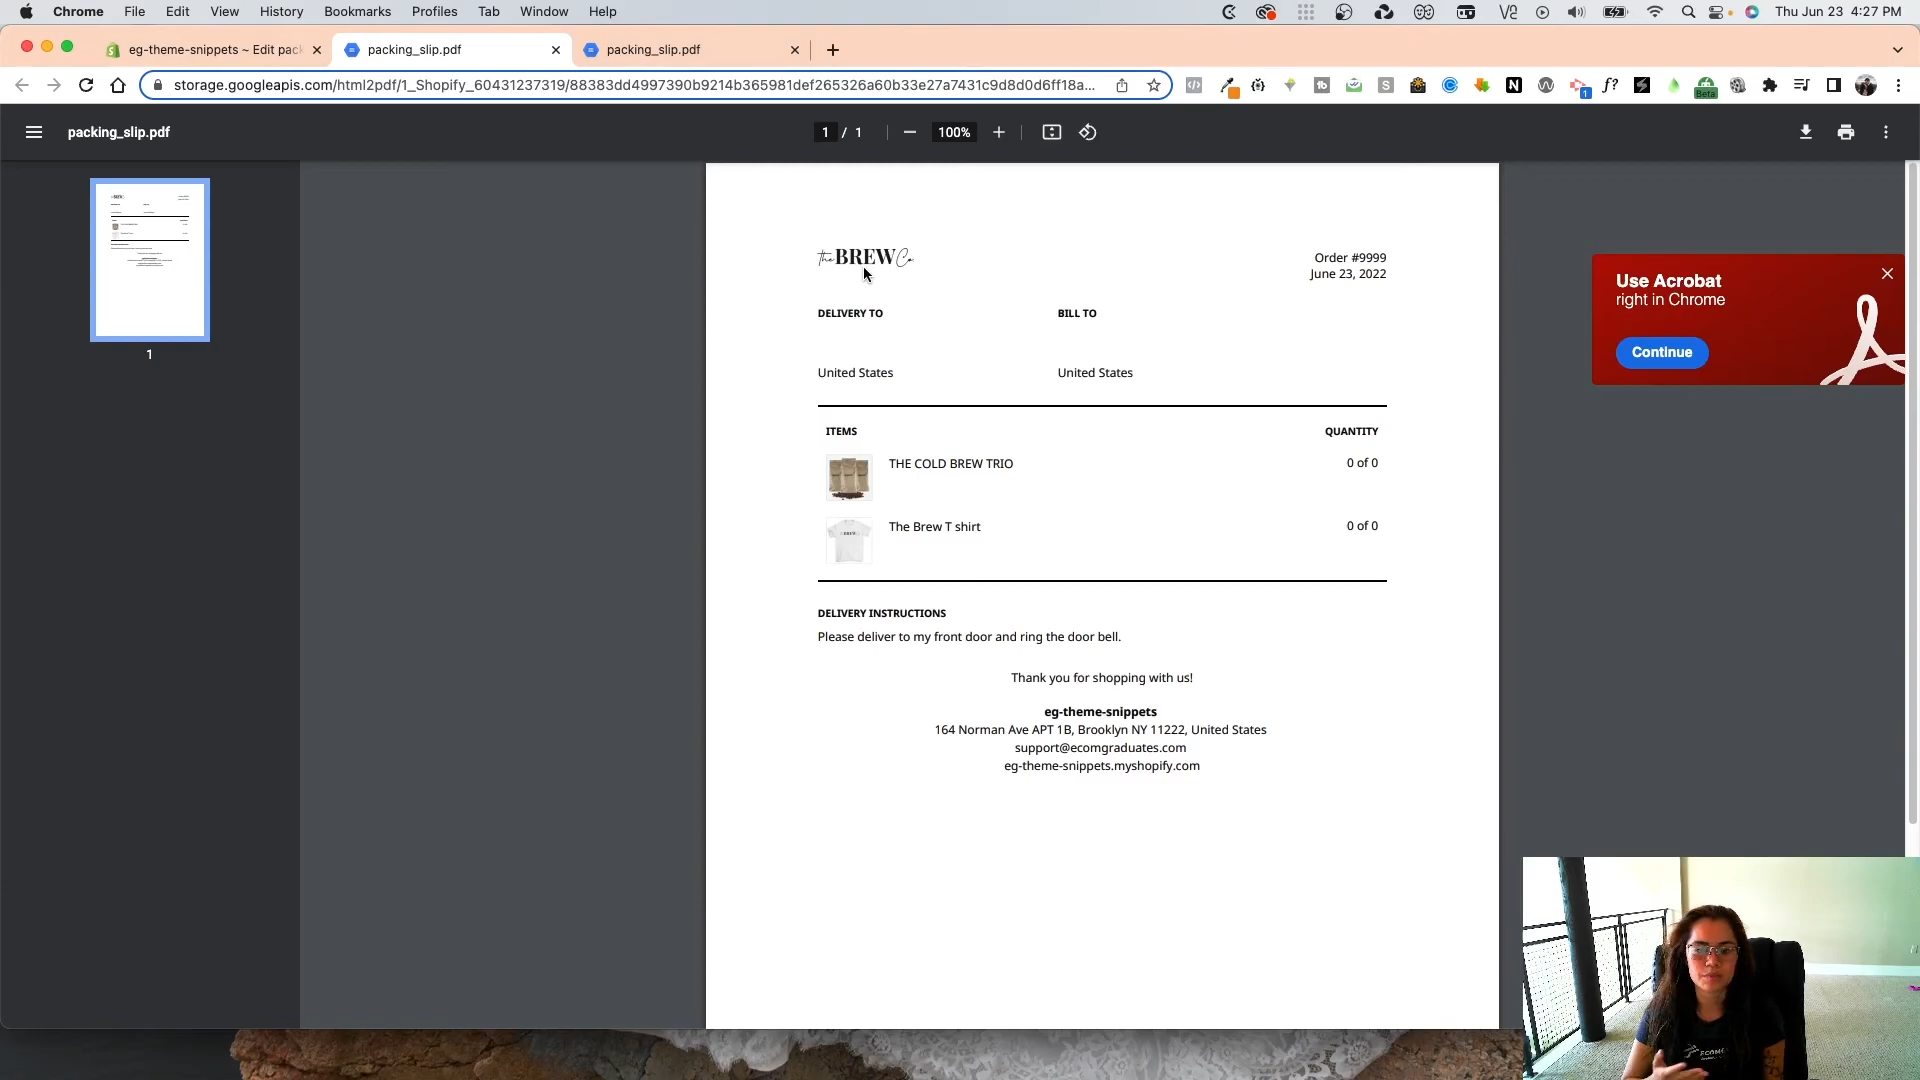 Chrome File Edit View History Bookmarks Profiles Tab Window Help
Thu Jun 23 4:27 PM
eg-theme-snippets ~ Edit pac
packing_slip.pdf
packing_slip.pdf
storage.googleapis.com/html2pdf/1_Shopify_60431237319/88383dd4997390b9214b365981def265326a60b33e27a7431c9d8d0d6ff18a...
Beta
packing_slip.pdf
1 / 1
100%
1
the BREW Co
Order #9999
June 23, 2022
DELIVERY TO
BILL TO
United States
United States
ITEMS
QUANTITY
THE COLD BREW TRIO
0 of 0
The Brew T shirt
0 of 0
DELIVERY INSTRUCTIONS
Please deliver to my front door and ring the door bell.
Thank you for shopping with us!
eg-theme-snippets
164 Norman Ave APT 1B, Brooklyn NY 11222, United States
support@ecomgraduates.com
eg-theme-snippets.myshopify.com
Use Acrobat
right in Chrome
Continue